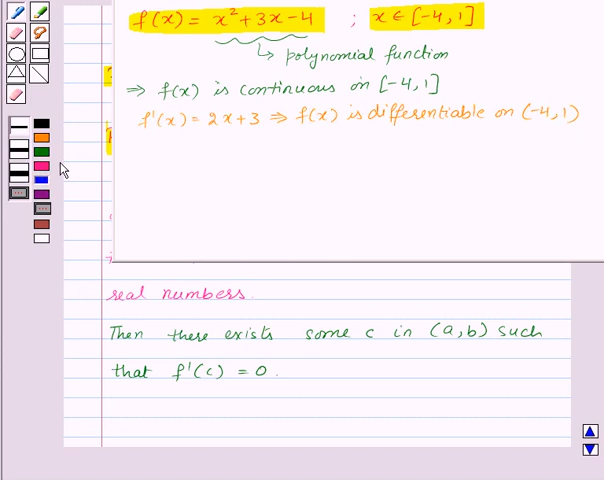 f(x) = x² + 3x - 4 ; x ∈ [-4, 1]
↳ polynomial function
⇒ f(x) is continuous on [-4, 1]
f'(x) = 2x + 3 ⇒ f(x) is differentiable on (-4, 1)
real numbers.
Then there exists some c in (a, b) such
that f'(c) = 0.